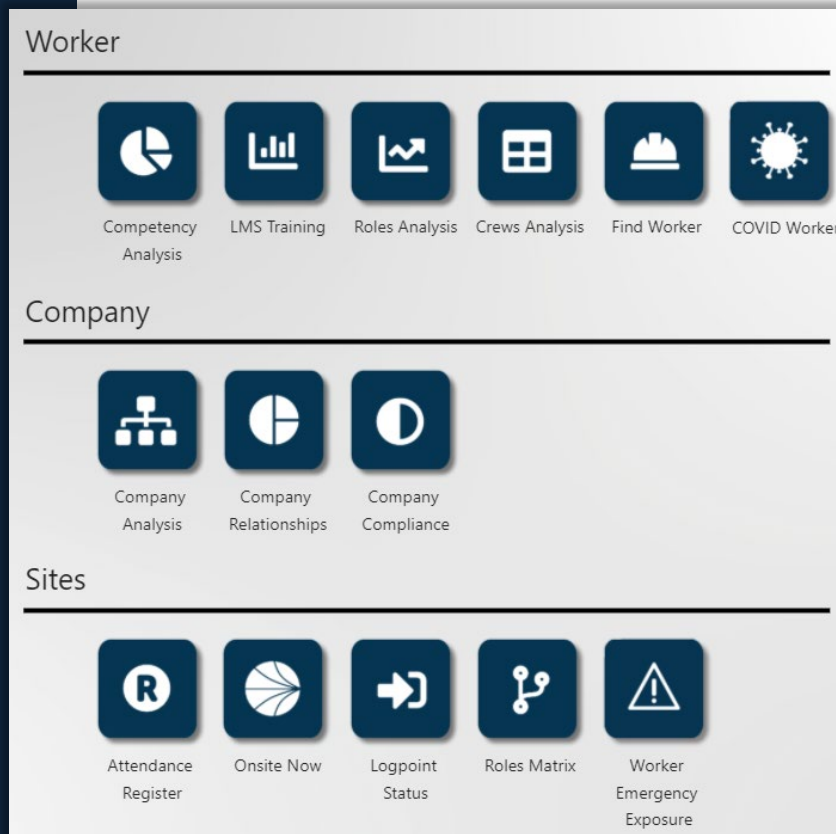 Worker
Competency
Analysis
LMS Training
Roles Analysis
Crews Analysis
Find Worker
COVID Worker
Company
Company
Analysis
Company
Relationships
Company
Compliance
Sites
R
Attendance
Register
Onsite Now
Logpoint
Status
Roles Matrix
Worker
Emergency
Exposure